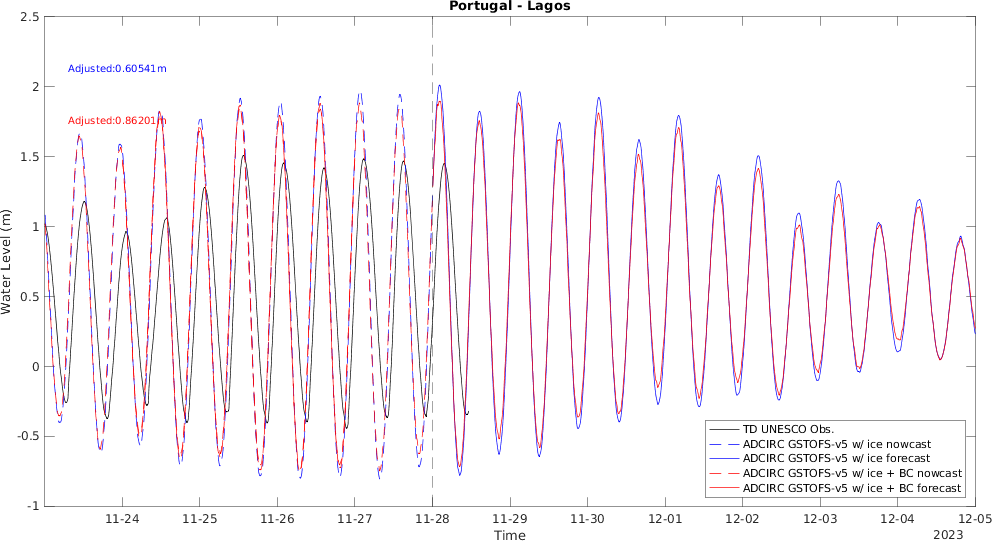 Portugal - Lagos
2.5
2
1.5
1
0.5
0
-0.5
-1
Water Level (m)
Adjusted:0.60541m
Adjusted:0.86201m
TD UNESCO Obs.
ADCIRC GSTOFS-v5 w/ ice nowcast
ADCIRC GSTOFS-v5 w/ ice forecast
ADCIRC GSTOFS-v5 w/ ice + BC nowcast
ADCIRC GSTOFS-v5 w/ ice + BC forecast
11-24 11-25 11-26 11-27 11-28 11-29 11-30 12-01 12-02 12-03 12-04 12-05
Time
2023